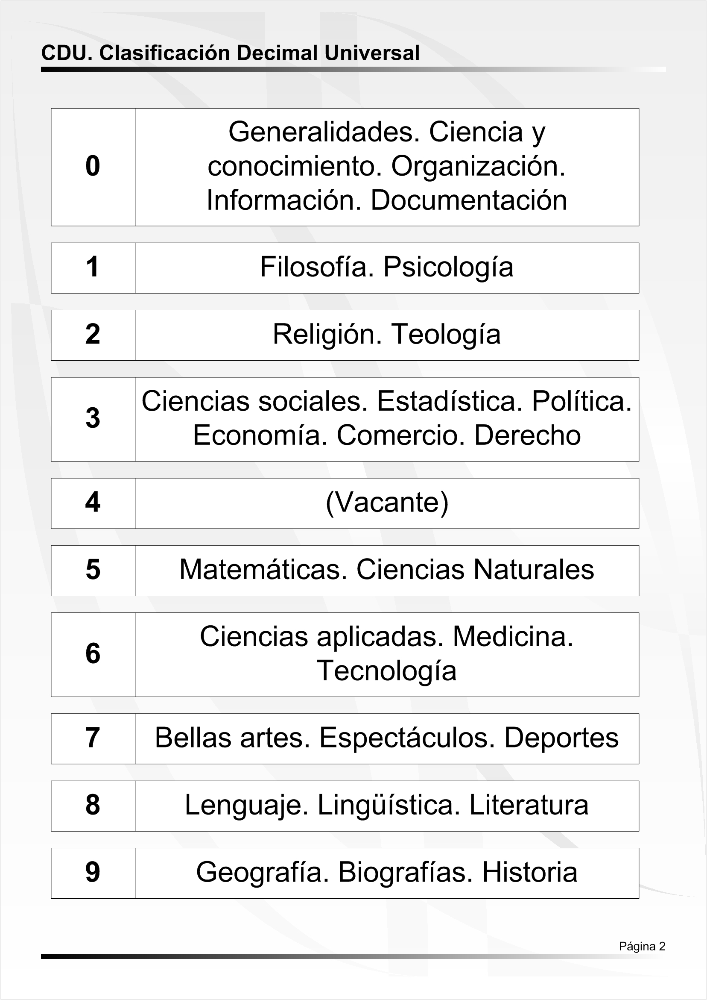 CDU. Clasificación Decimal Universal
0
Generalidades. Ciencia y
conocimiento. Organización.
Información. Documentación
1
Filosofía. Psicología
2
Religión. Teología
3
Ciencias sociales. Estadística. Política.
Economía. Comercio. Derecho
4
(Vacante)
5
Matemáticas. Ciencias Naturales
6
Ciencias aplicadas. Medicina.
Tecnología
7
Bellas artes. Espectáculos. Deportes
8
Lenguaje. Lingüística. Literatura
9
Geografía. Biografías. Historia
Página 2